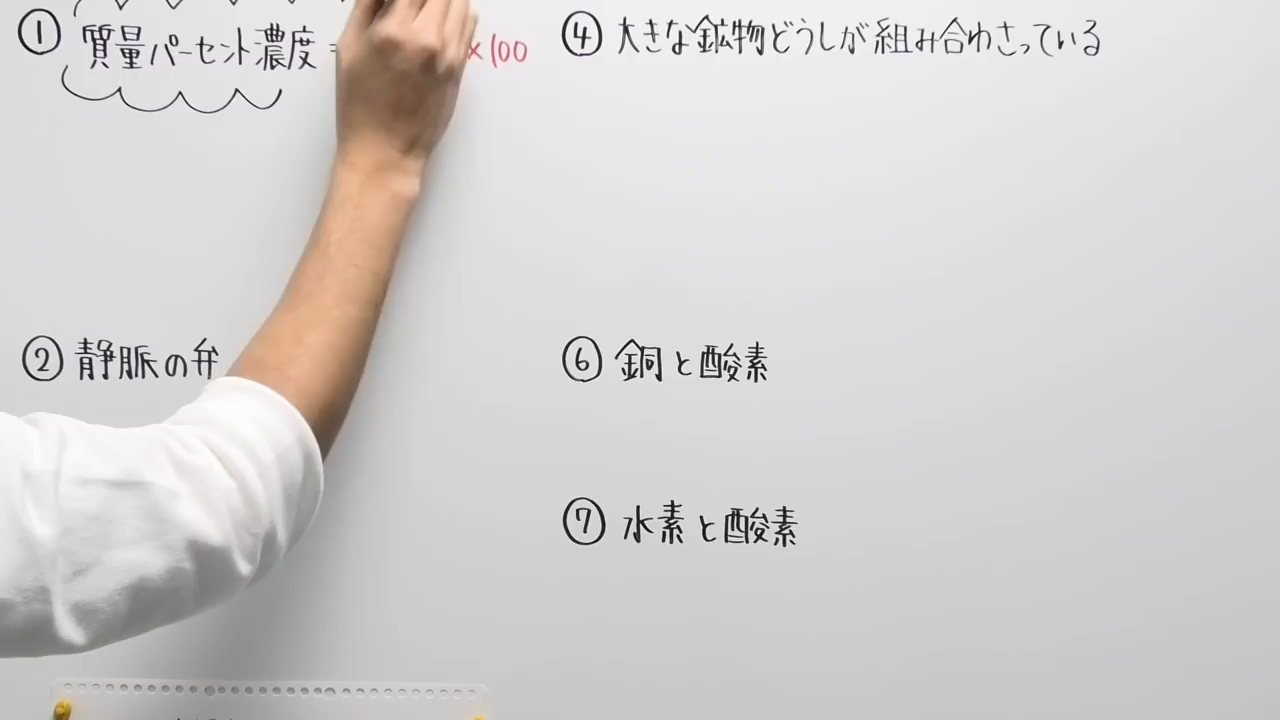 ① 質量パーセント濃度 = ×100
② 静脈の弁
④ 大きな鉱物どうしが組み合わさっている
⑥ 銅と酸素
⑦ 水素と酸素